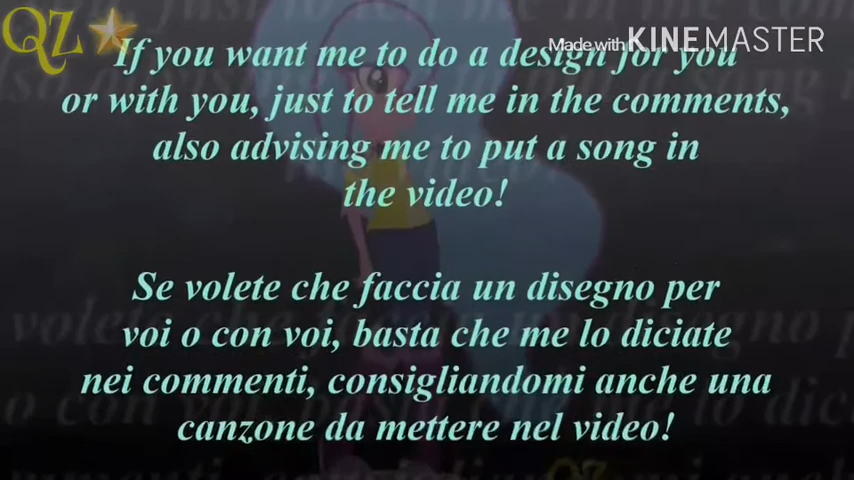 QZ
Made with KINEMASTER
If you want me to do a design for you
or with you, just to tell me in the comments,
also advising me to put a song in
the video!
Se volete che faccia un disegno per
voi o con voi, basta che me lo diciate
nei commenti, consigliandomi anche una
canzone da mettere nel video!